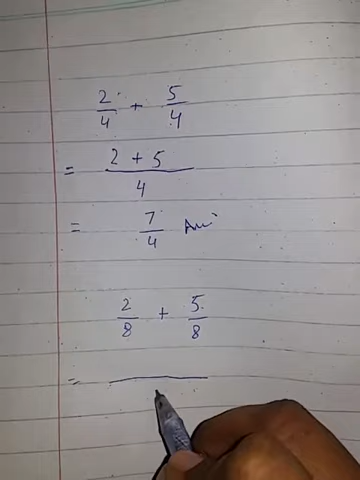 2/4 + 5/4
= (2 + 5)/4
= 7/4 Ans
2/8 + 5/8
=